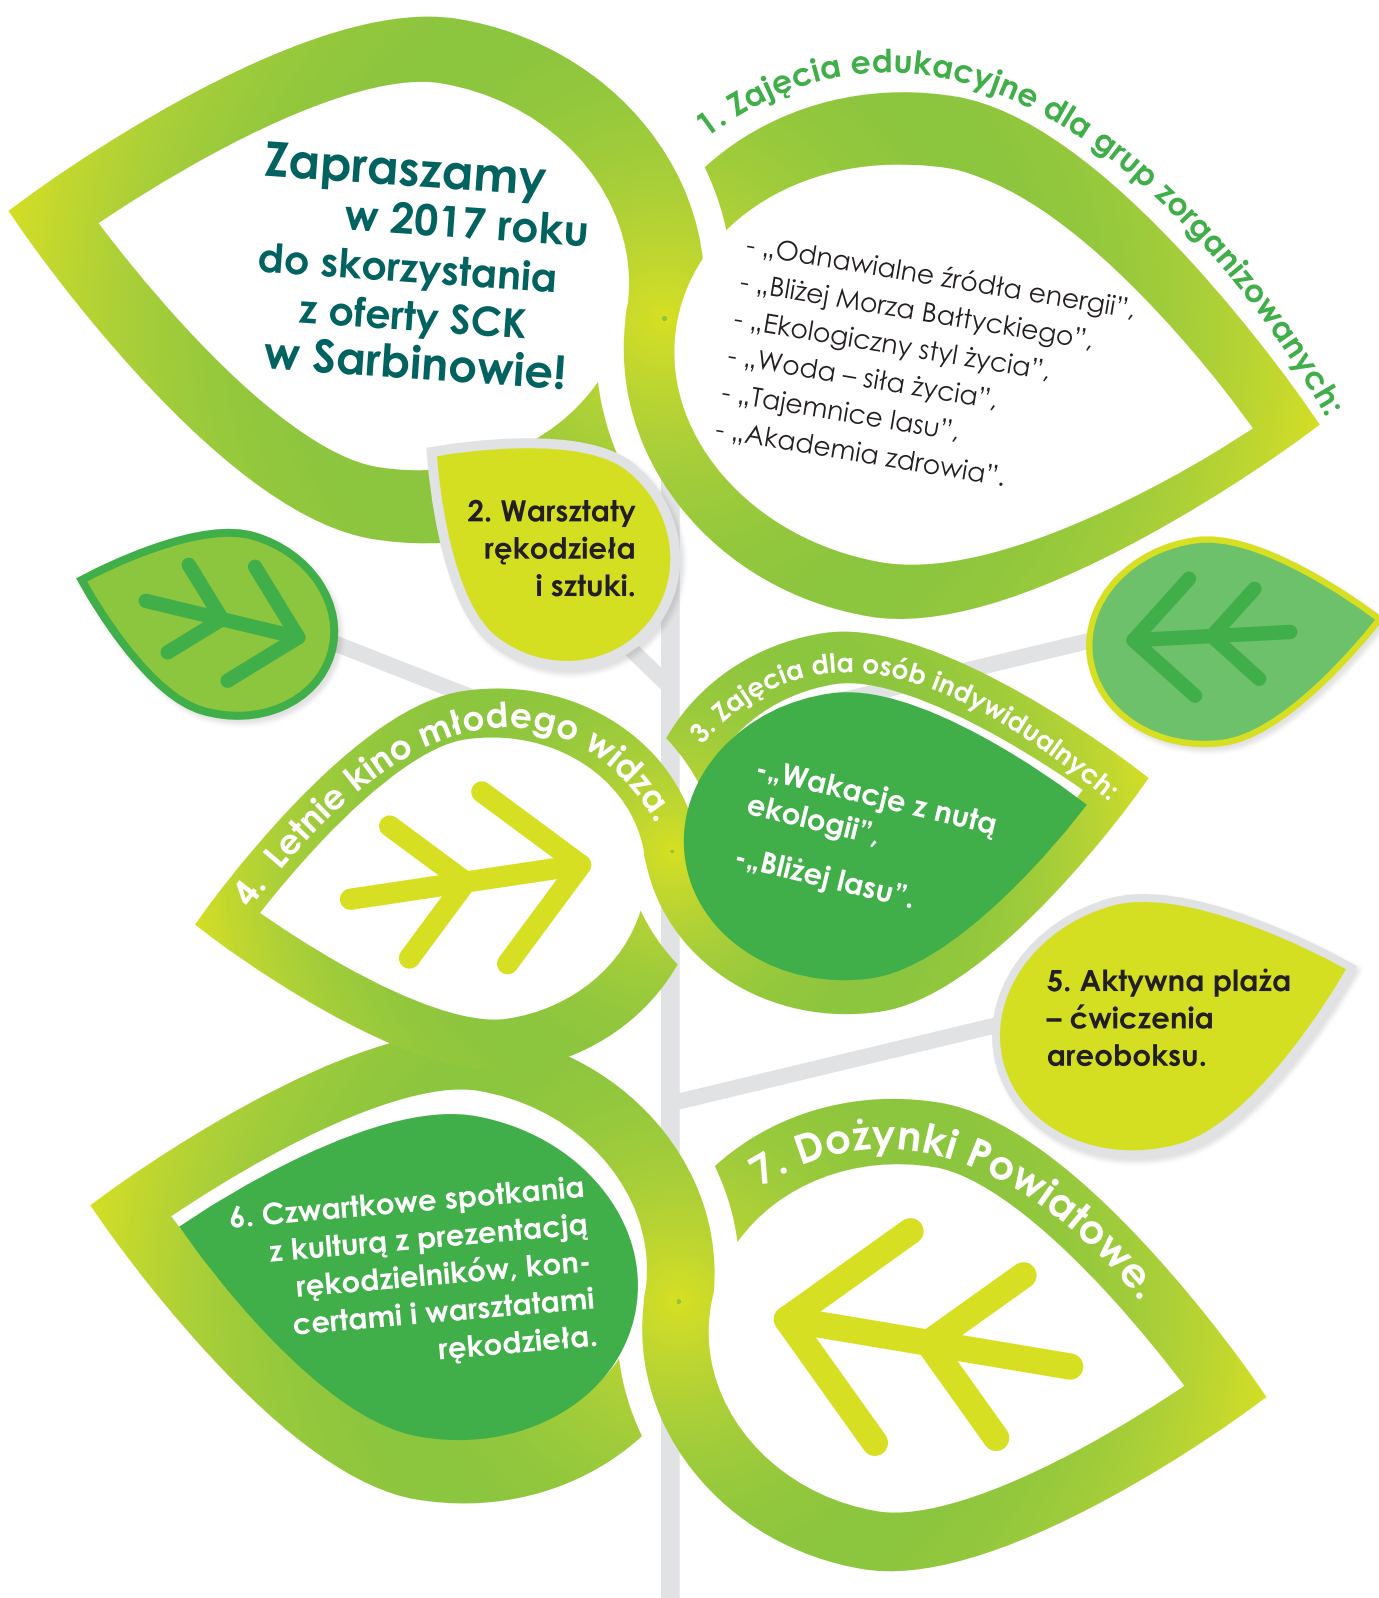 Zapraszamy
w 2017 roku
do skorzystania
z oferty SCK
w Sarbinowie!
1. Zajęcia edukacyjne dla grup zorganizowanych:
- „Odnawialne źródła energii”,
- „Bliżej Morza Bałtyckiego”,
- „Ekologiczny styl życia”,
- „Woda – siła życia”,
- „Tajemnice lasu”,
- „Akademia zdrowia”.
2. Warsztaty
rękodzieła
i sztuki.
3. Zajęcia dla osób indywidualnych:
-„Wakacje z nutą
ekologii”,
-„Bliżej lasu”.
4. Letnie kino młodego widza.
5. Aktywna plaża
– ćwiczenia
areoboksu.
6. Czwartkowe spotkania
z kulturą z prezentacją
rękodzielników, kon-
certami i warsztatami
rękodzieła.
7. Dożynki Powiatowe.